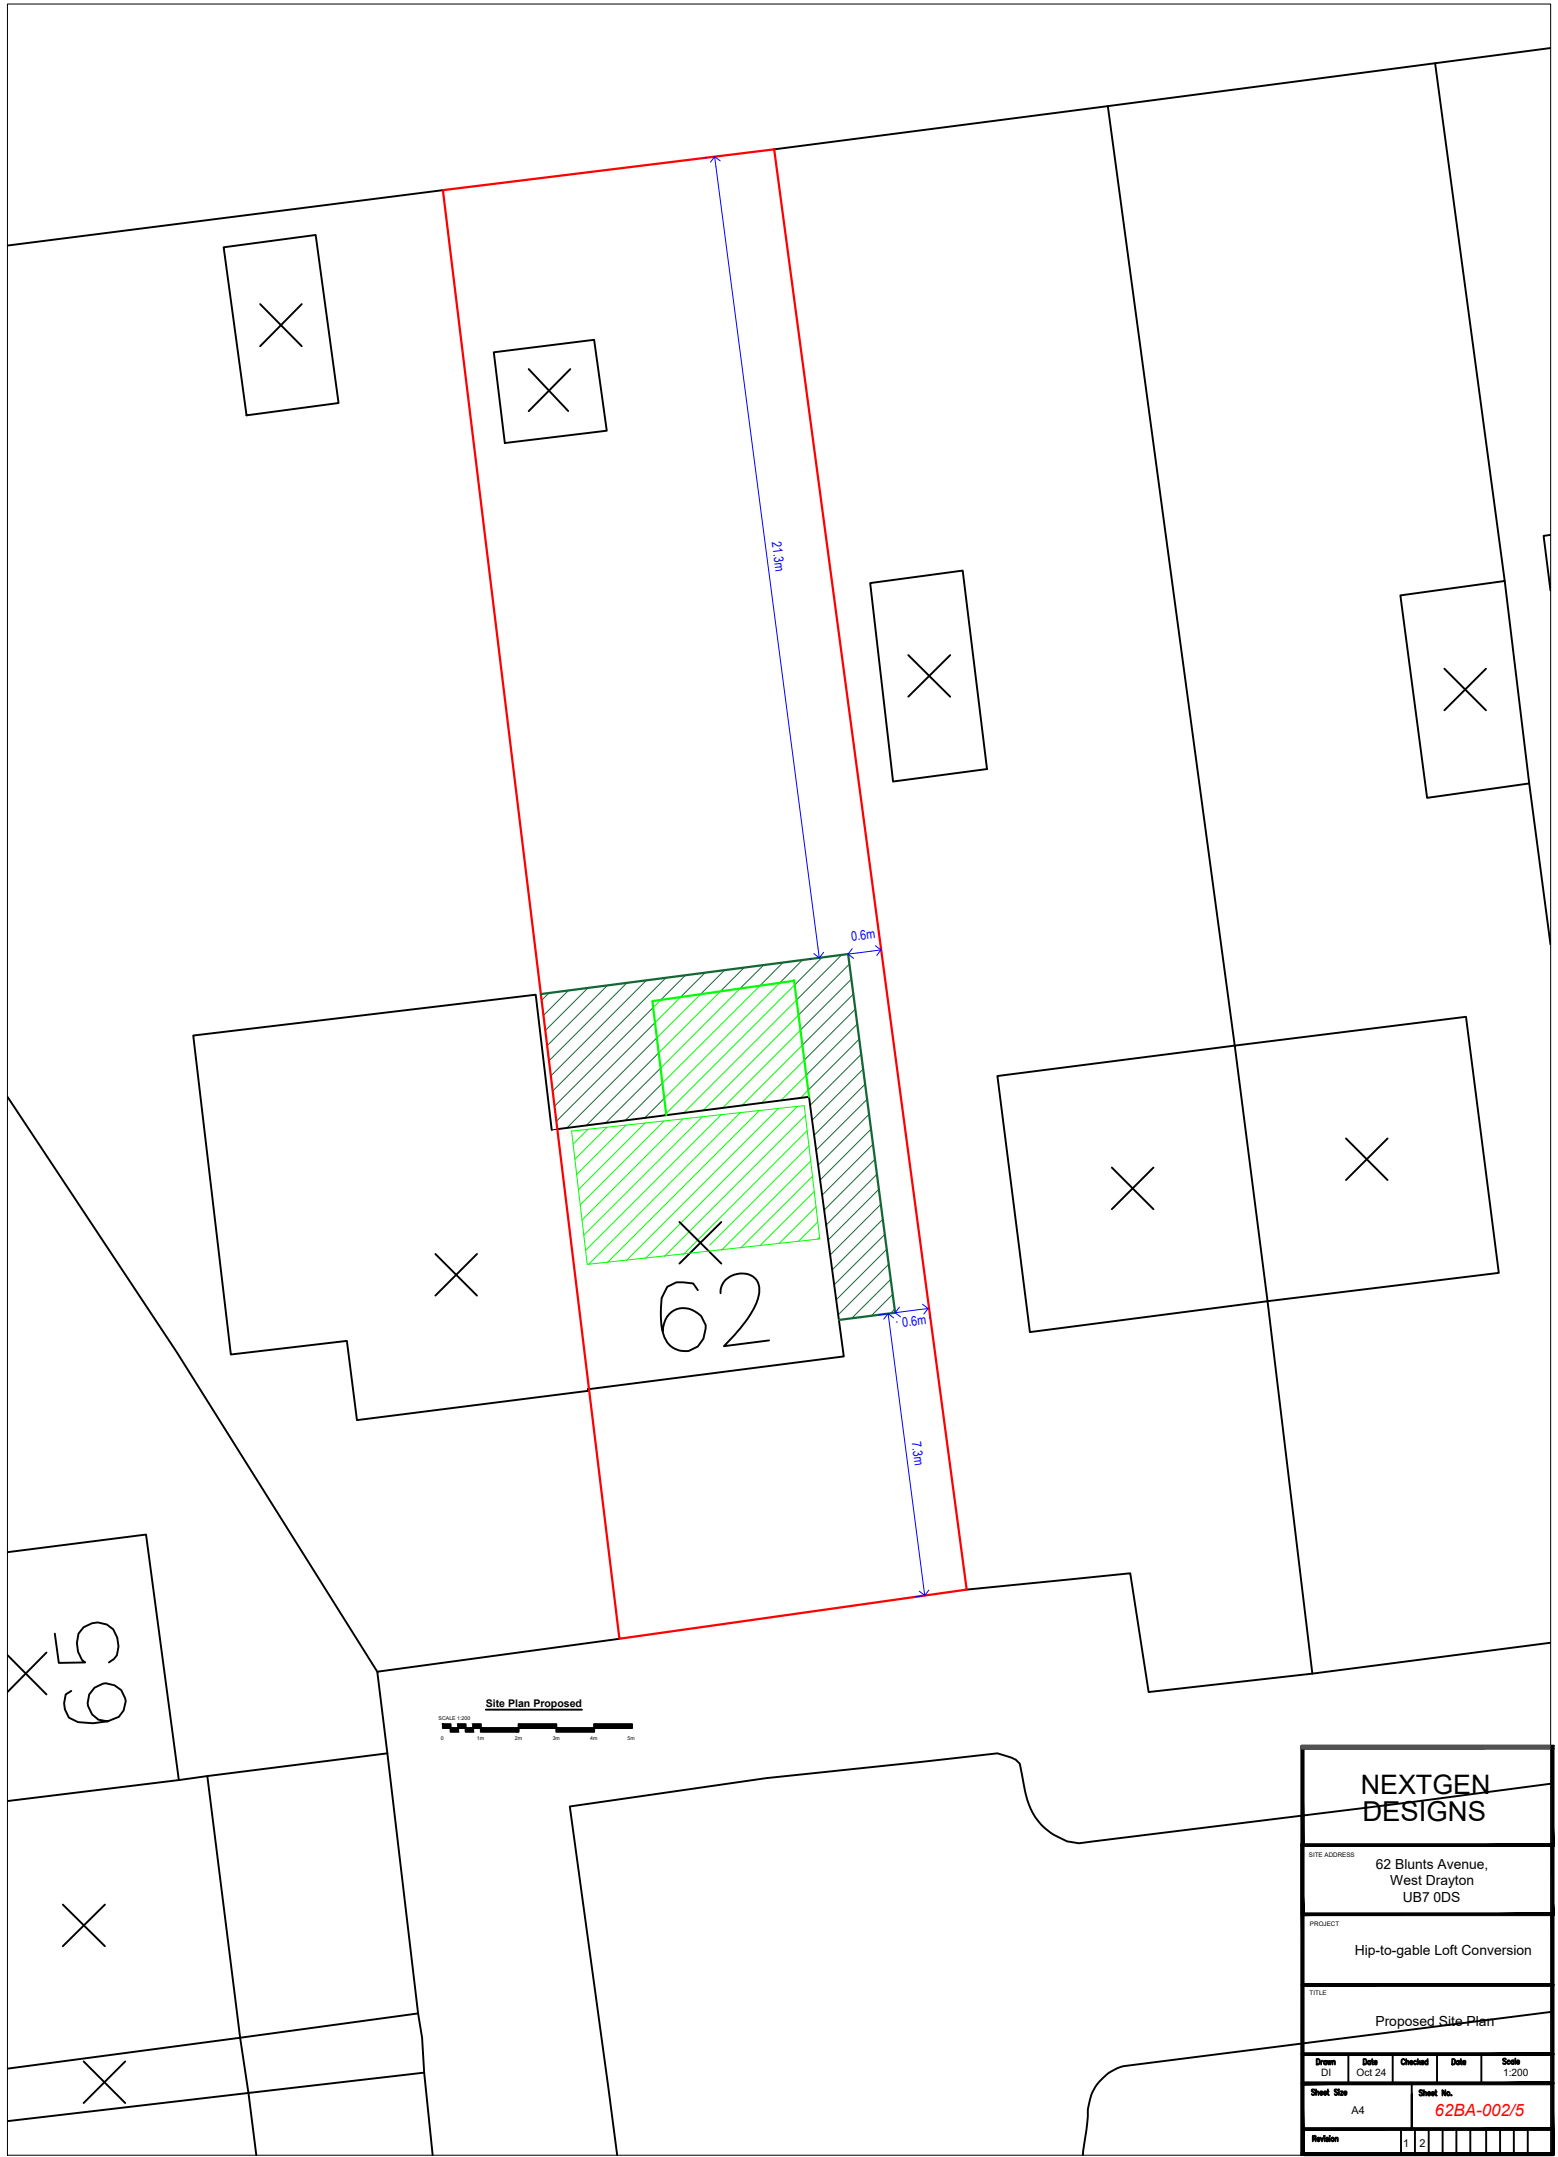 21.3m
0.6m
62
0.6m
7.3m
65
Site Plan Proposed
SCALE 1:200
0 1m 2m 3m 4m 5m
NEXTGEN
DESIGNS
SITE ADDRESS
62 Blunts Avenue,
West Drayton
UB7 0DS
PROJECT
Hip-to-gable Loft Conversion
TITLE
Proposed Site Plan
Drawn Date Checked Date Scale
DI Oct 24 1:200
Sheet Size Sheet No.
A4 62BA-002/5
Revision 1 2